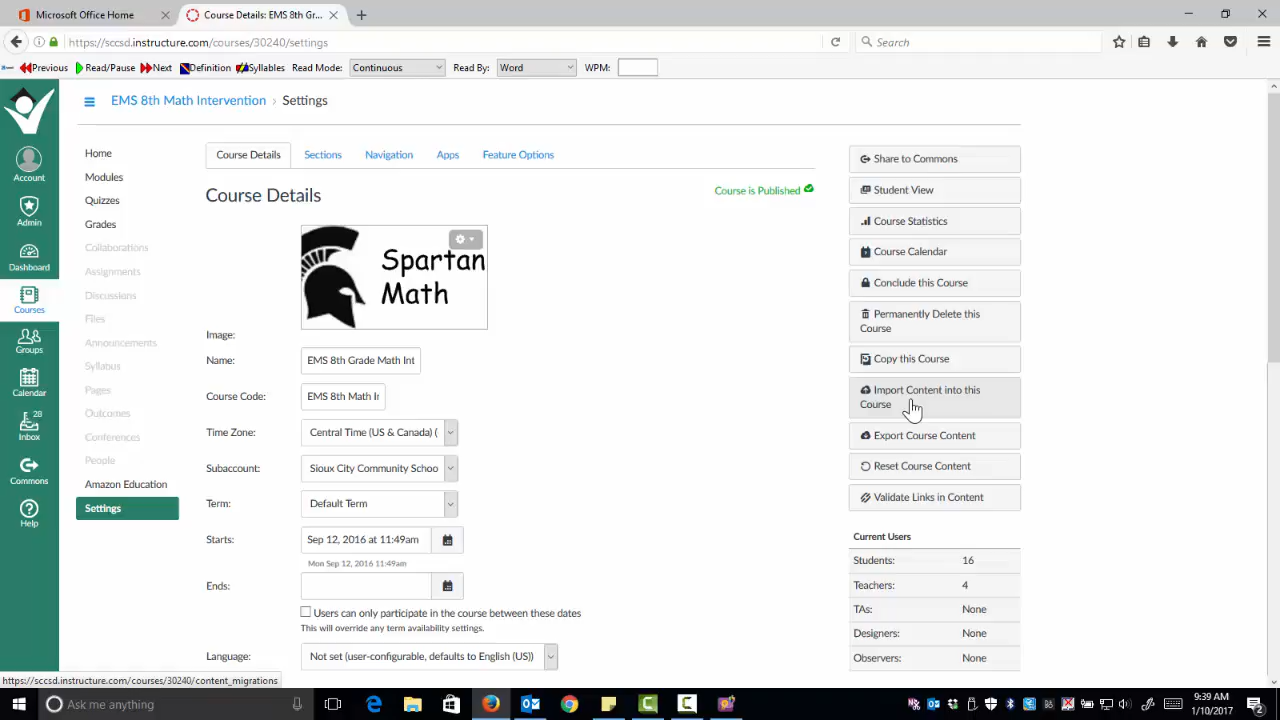 Microsoft Office Home
Course Details: EMS 8th Gr...
https://sccsd.instructure.com/courses/30240/settings
Search
Previous Read/Pause Next Definition Syllables Read Mode: Continuous Read By: Word WPM:
EMS 8th Math Intervention › Settings
Account
Admin
Dashboard
Courses
Groups
Calendar
28
Inbox
Commons
Help
Home
Modules
Quizzes
Grades
Collaborations
Assignments
Discussions
Files
Announcements
Syllabus
Pages
Outcomes
Conferences
People
Amazon Education
Settings
Course Details Sections Navigation Apps Feature Options
Course Details
Course is Published
Spartan
Math
Image:
Name: EMS 8th Grade Math Int
Course Code: EMS 8th Math Ir
Time Zone: Central Time (US & Canada) (
Subaccount: Sioux City Community Schoo
Term: Default Term
Starts: Sep 12, 2016 at 11:49am
Mon Sep 12, 2016 11:49am
Ends:
Users can only participate in the course between these dates
This will override any term availability settings.
Language: Not set (user-configurable, defaults to English (US))
Share to Commons
Student View
Course Statistics
Course Calendar
Conclude this Course
Permanently Delete this
Course
Copy this Course
Import Content into this
Course
Export Course Content
Reset Course Content
Validate Links in Content
Current Users
Students: 16
Teachers: 4
TAs: None
Designers: None
Observers: None
https://sccsd.instructure.com/courses/30240/content_migrations
Ask me anything
9:39 AM
1/10/2017
2